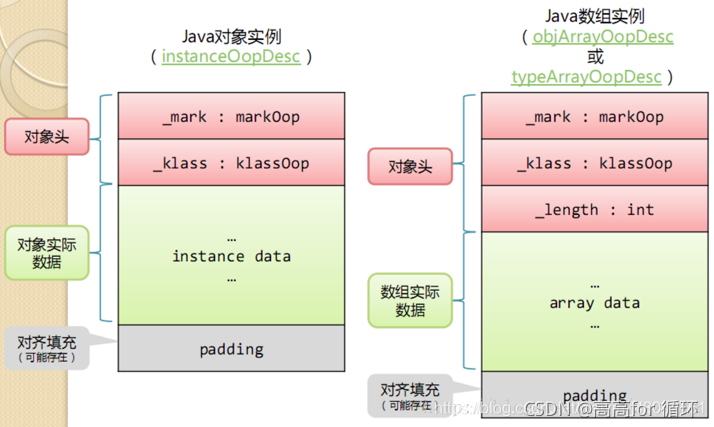 Java对象实例
（instanceOopDesc）
对象头
_mark : markOop
_klass : klassOop
对象实际
数据
…
instance data
…
对齐填充
（可能存在）
padding
Java数组实例
（objArrayOopDesc
或
typeArrayOopDesc）
对象头
_mark : markOop
_klass : klassOop
_length : int
数组实际
数据
…
array data
…
对齐填充
(可能存在)
padding
https://blog.
CSDN @高高for 循环